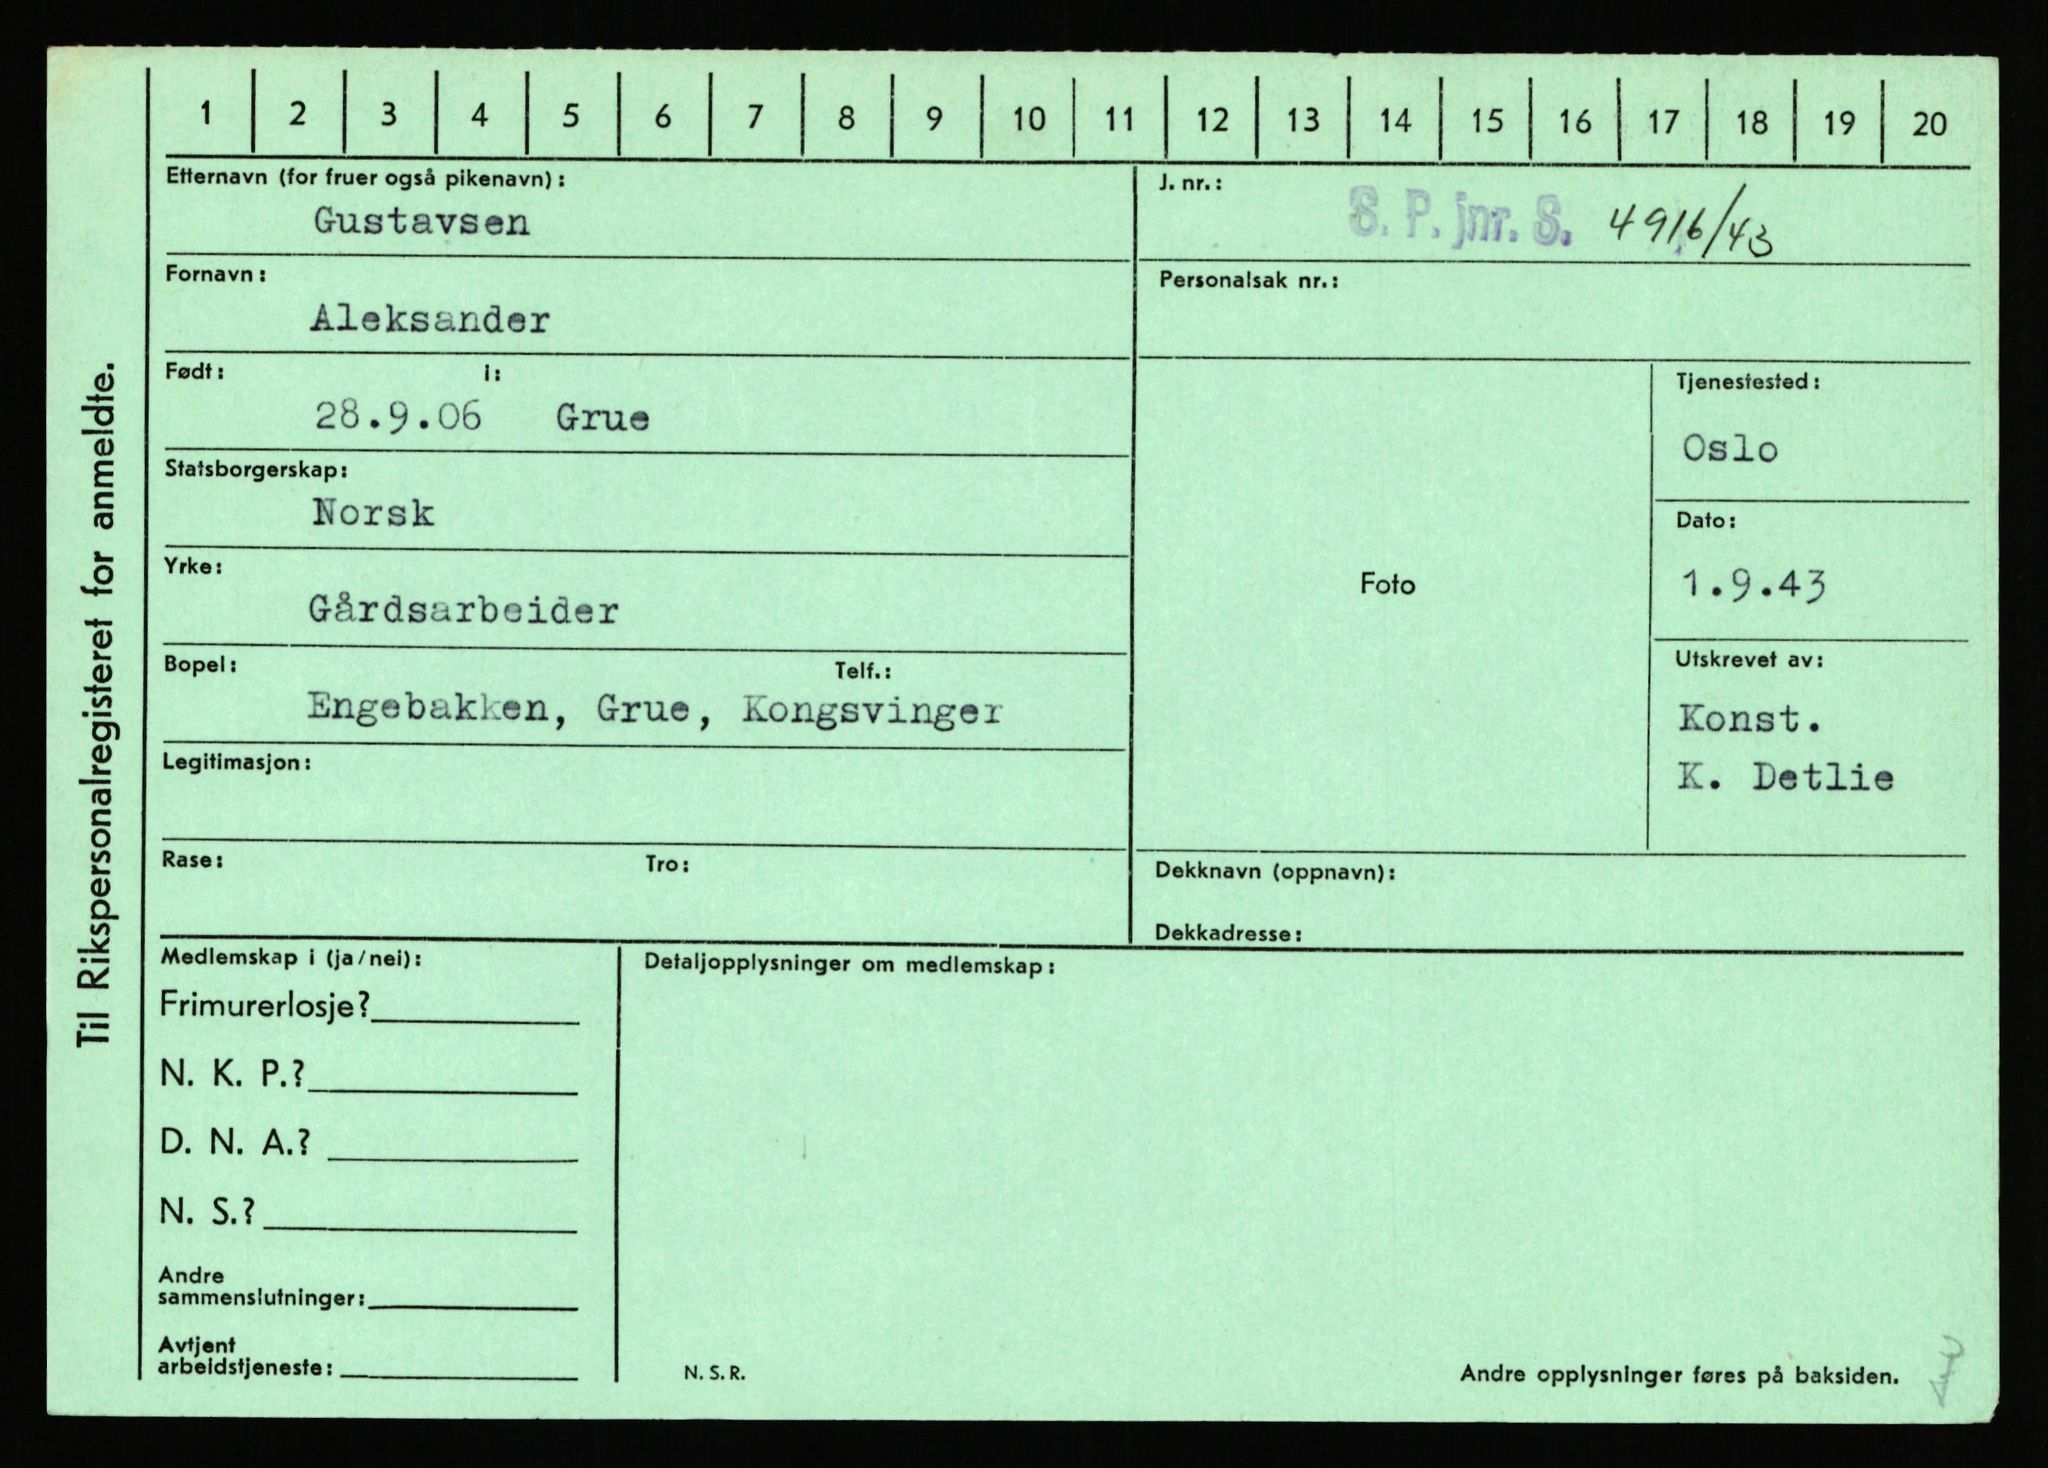 Til Rikspersonalregisteret for anmeldte.
1 2 3 4 5 6 7 8 9 10 11 12 13 14 15 16 17 18 19 20
Etternavn (for fruer også pikenavn):
Gustavsen
J. nr.:
S. P. jnr. S. 4916/43
Fornavn:
Aleksander
Personalsak nr.:
Født: i:
28.9.06 Grue
Statsborgerskap:
Norsk
Yrke:
Gårdsarbeider
Bopel: Telf.:
Engebakken, Grue, Kongsvinger
Legitimasjon:
Rase: Tro:
Foto
Tjenestested:
Oslo
Dato:
1.9.43
Utskrevet av:
Konst.
K. Detlie
Dekknavn (oppnavn):
Dekkadresse:
Medlemskap i (ja/nei):
Frimurerlosje?
N. K. P.?
D. N. A.?
N. S.?
Andre
sammenslutninger:
Avtjent
arbeidstjeneste:
Detaljopplysninger om medlemskap:
N. S. R.
Andre opplysninger føres på baksiden.